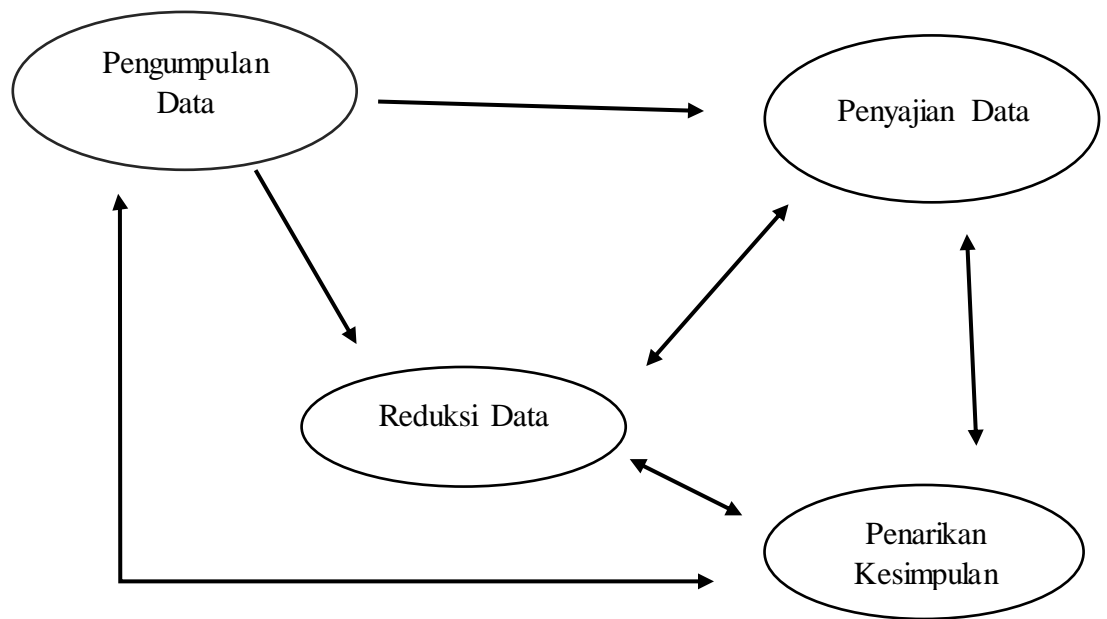 Pengumpulan
Data
Penyajian Data
Reduksi Data
Penarikan
Kesimpulan